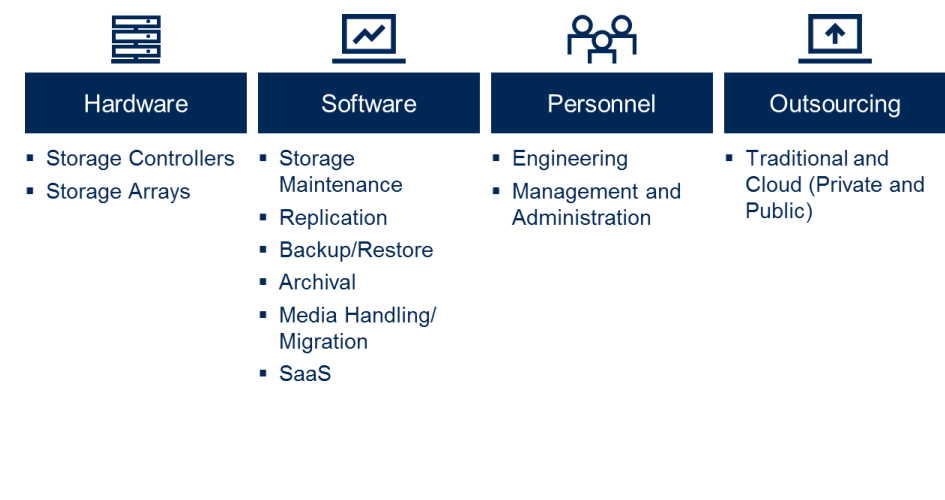 Hardware
Storage Controllers
Storage Arrays
Software
Storage
Maintenance
Replication
Backup/Restore
Archival
Media Handling/
Migration
SaaS
Personnel
Engineering
Management and
Administration
Outsourcing
Traditional and
Cloud (Private and
Public)